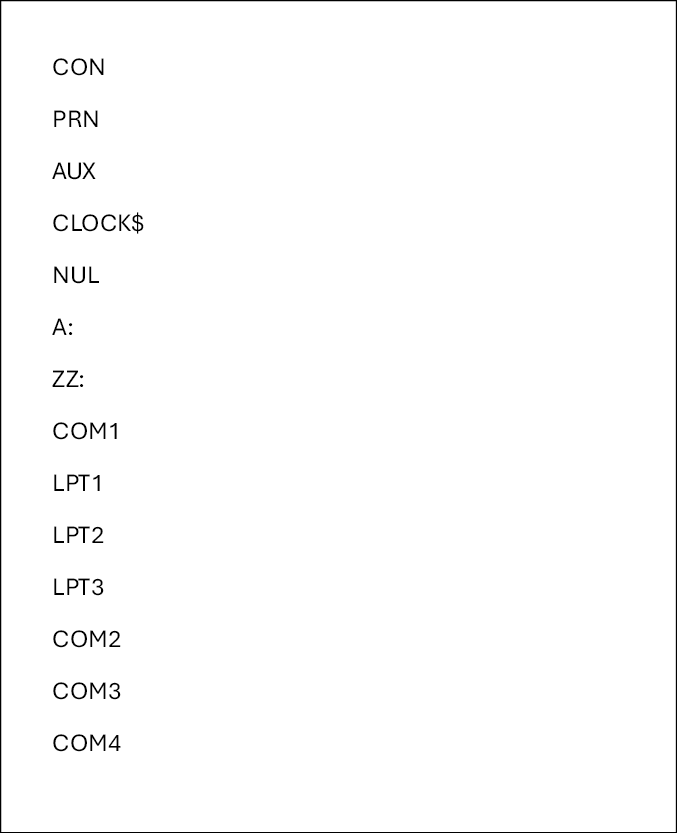 CON
PRN
AUX
CLOCK$
NUL
A:
ZZ:
COM1
LPT1
LPT2
LPT3
COM2
COM3
COM4